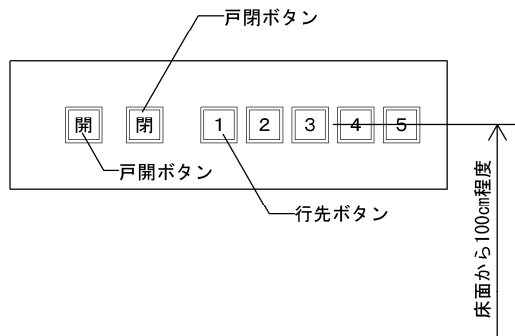 戸閉ボタン
開 閉 1 2 3 4 5
戸開ボタン
行先ボタン
床面から100cm程度